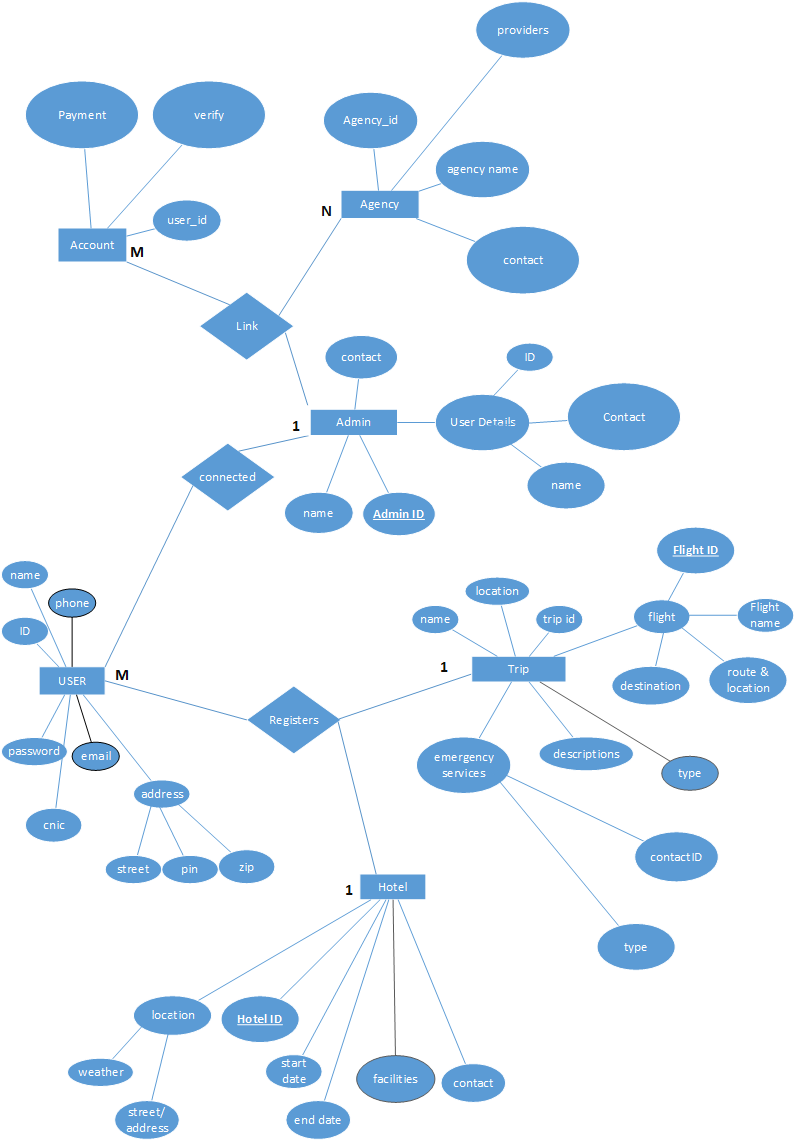 providers
Payment
verify
Agency_id
agency name
Agency
N
user_id
Account
M
contact
Link
contact
ID
1
Admin
User Details
Contact
connected
name
name
Admin ID
Flight ID
name
phone
location
name
trip id
flight
Flight
name
ID
USER
M
1
Trip
destination
route &
location
Registers
password
email
emergency
services
descriptions
type
address
cnic
contactID
street
pin
zip
1
Hotel
type
location
Hotel ID
weather
start
date
facilities
contact
street/
address
end date